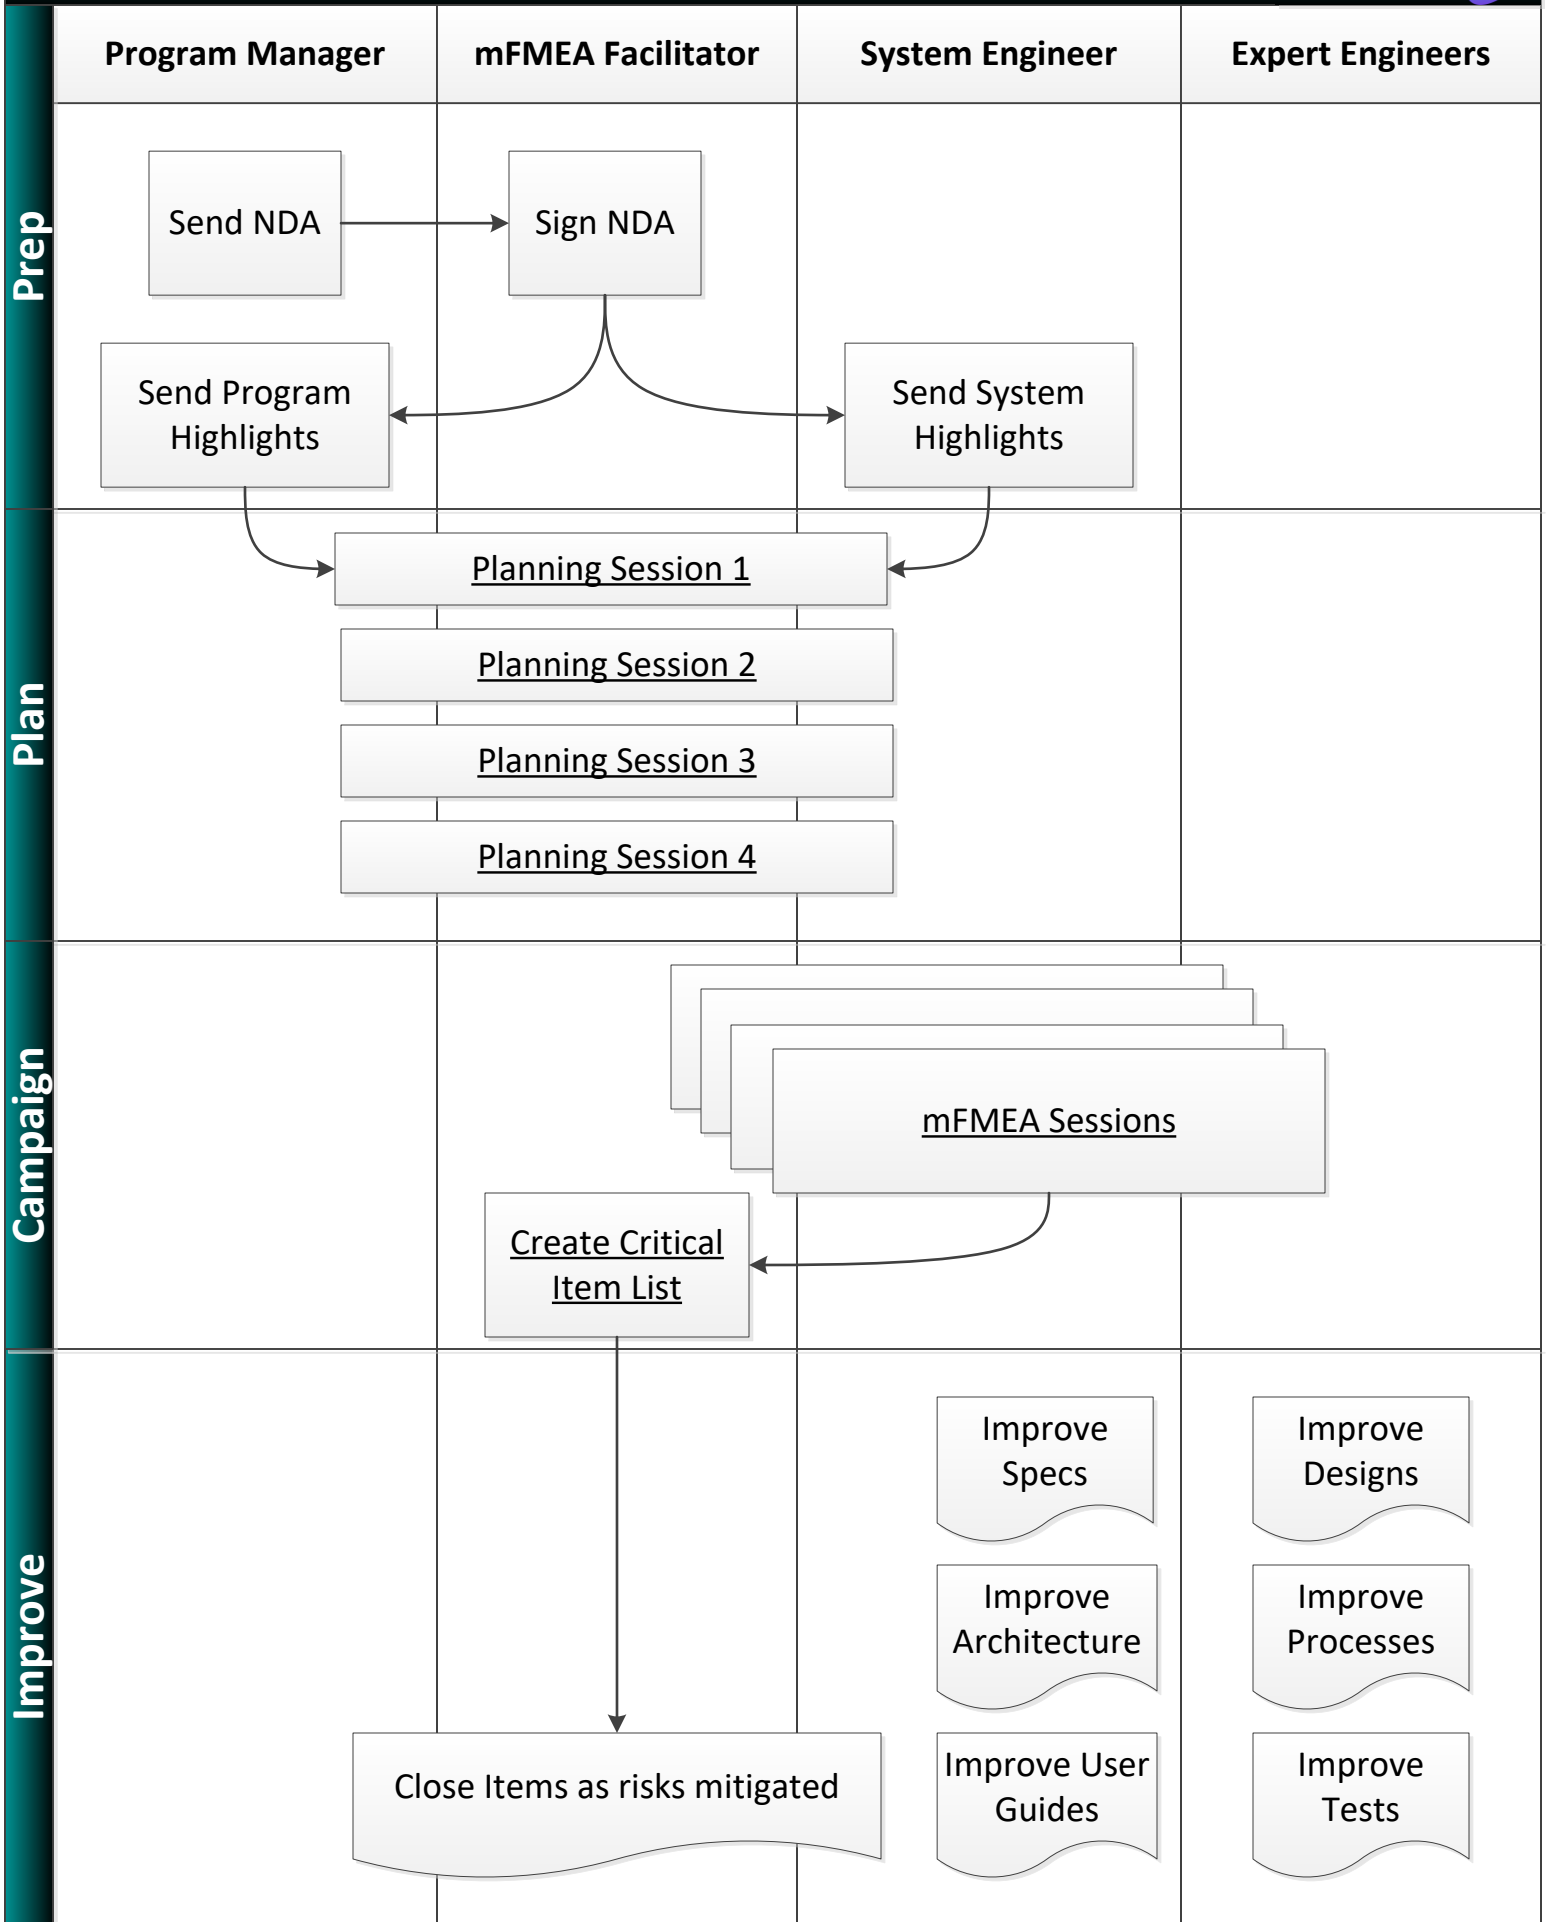 Program Manager
mFMEA Facilitator
System Engineer
Expert Engineers
Prep
Send NDA
Sign NDA
Send Program
Highlights
Send System
Highlights
Plan
Planning Session 1
Planning Session 2
Planning Session 3
Planning Session 4
Campaign
mFMEA Sessions
Create Critical
Item List
Improve
Improve
Specs
Improve
Designs
Improve
Architecture
Improve
Processes
Close Items as risks mitigated
Improve User
Guides
Improve
Tests